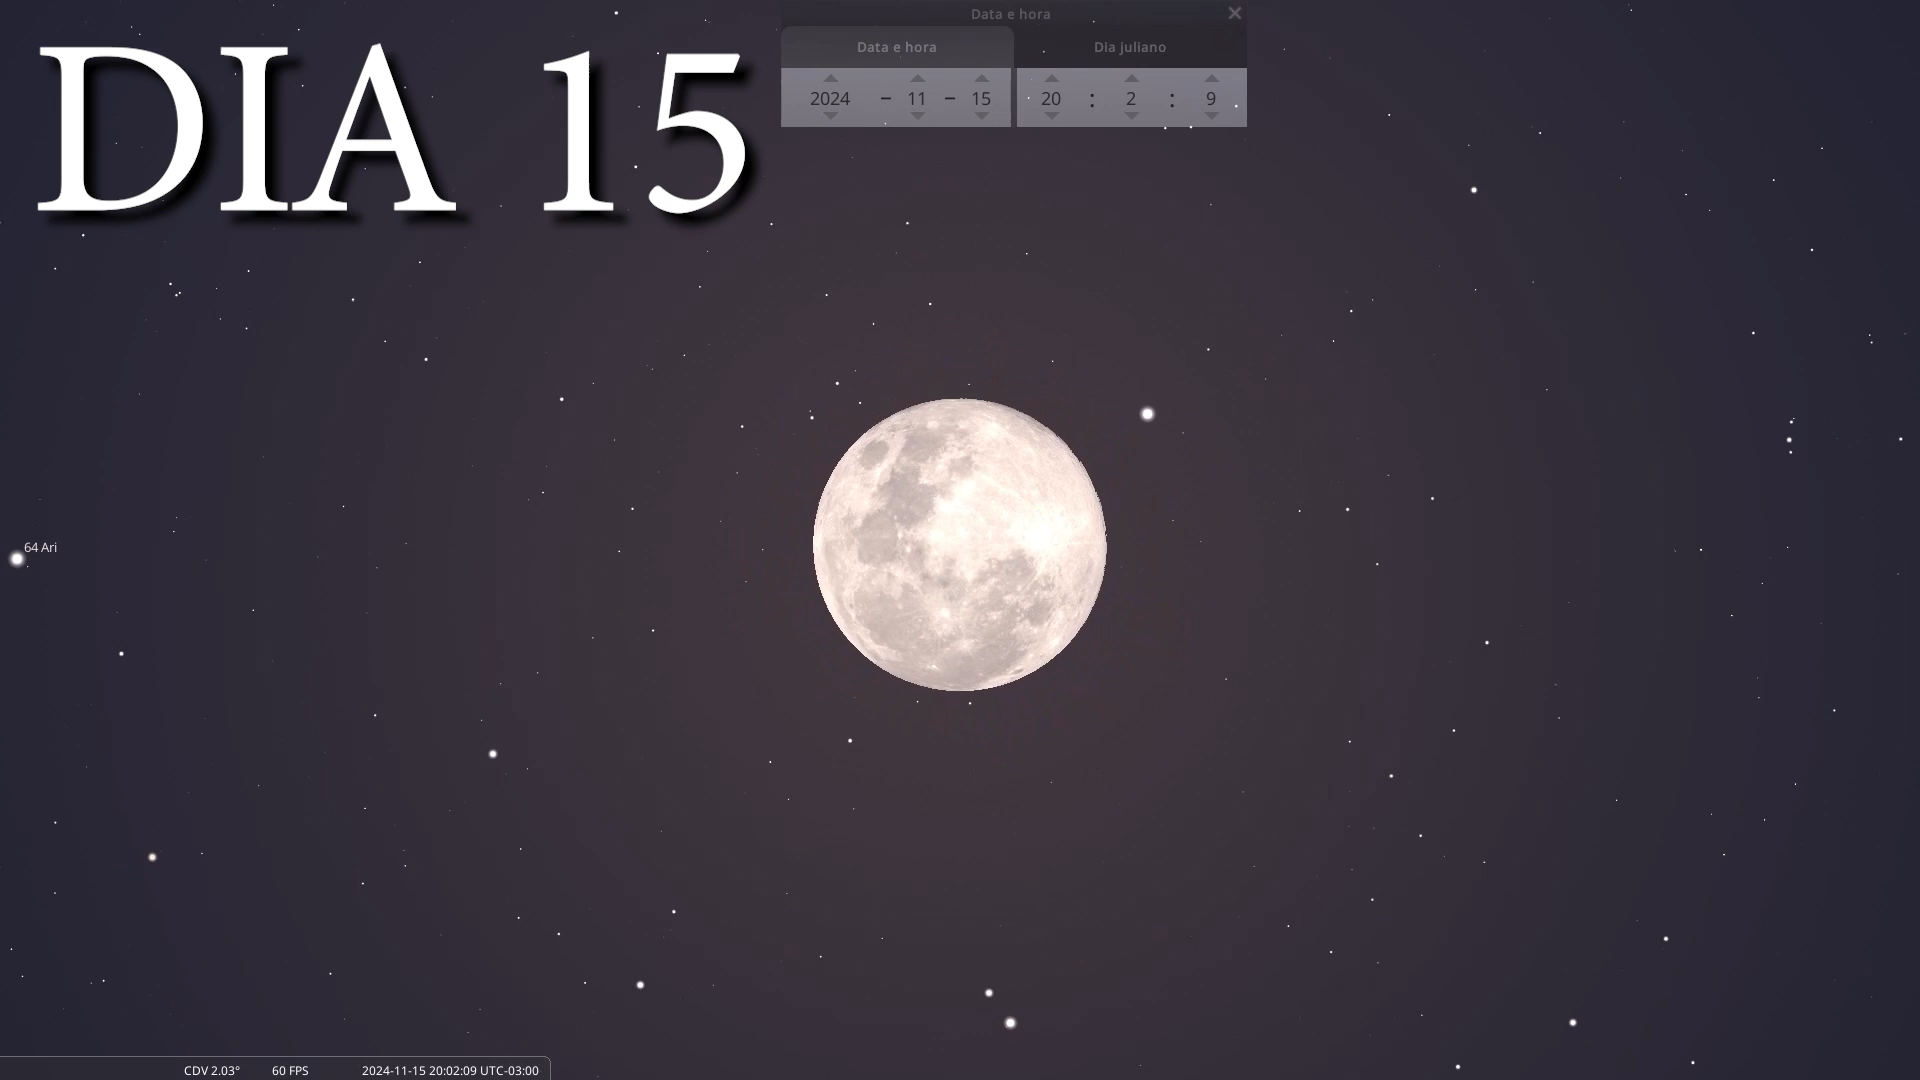 DIA 15
Data e hora
Data e hora Dia juliano
2024 - 11 - 15 20 : 2 : 9
64 Ari
CDV 2.03° 60 FPS 2024-11-15 20:02:09 UTC-03:00